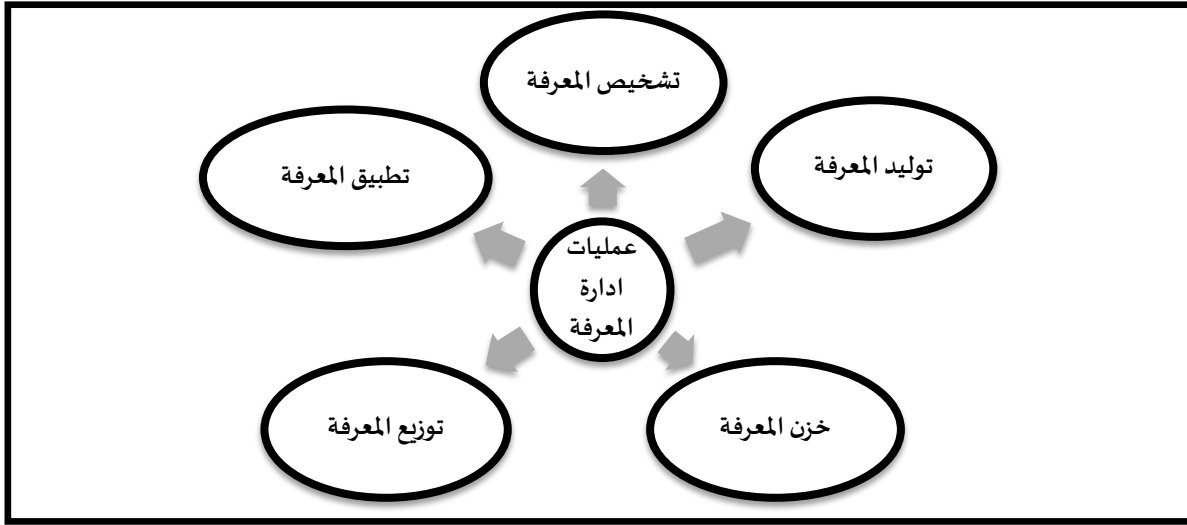 تشخيص المعرفة
توليد المعرفة
تطبيق المعرفة
عمليات
ادارة
المعرفة
خزن المعرفة
توزيع المعرفة